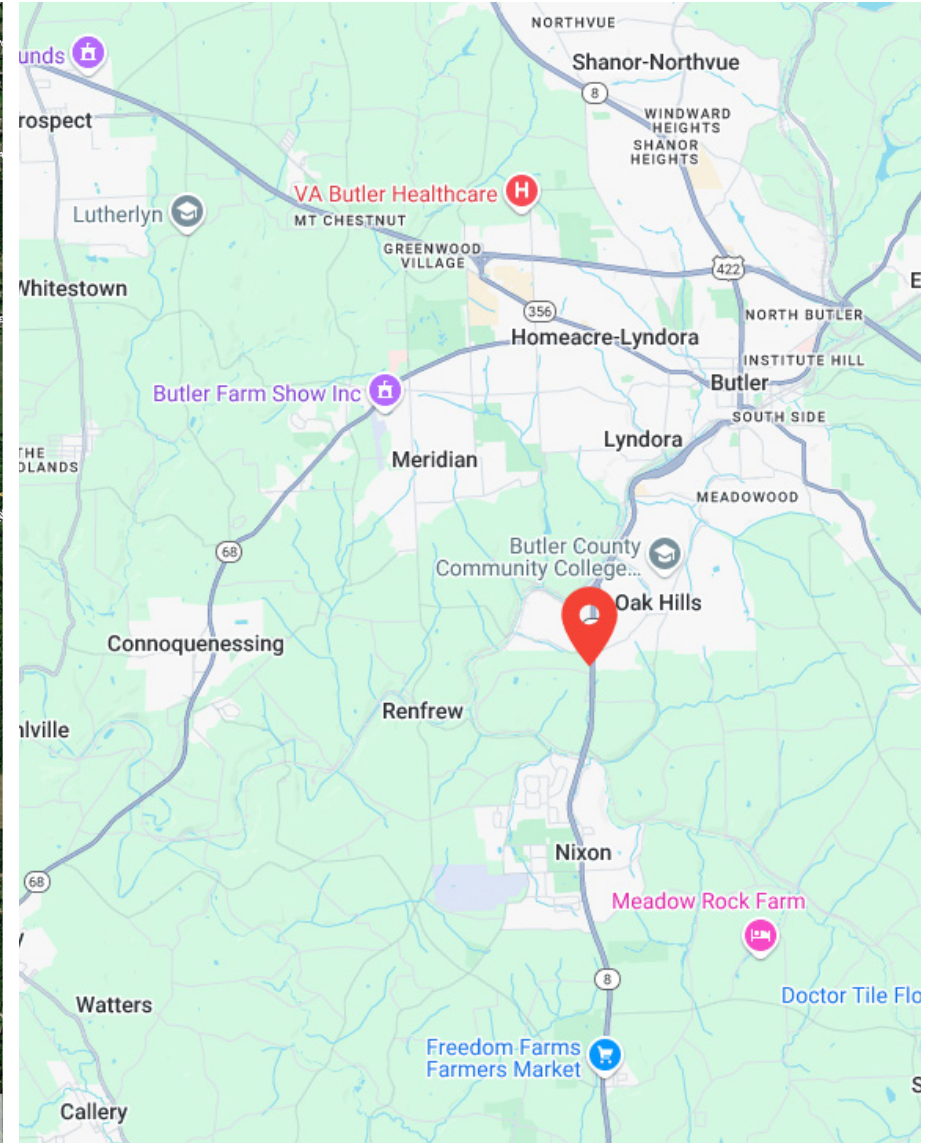 NORTHVUE
unds
Shanor-Northvue
8
rospect
WINDWARD
HEIGHTS
SHANOR
HEIGHTS
VA Butler Healthcare
H
Lutherlyn
MT CHESTNUT
GREENWOOD
VILLAGE
422
Whitestown
E
356
NORTH BUTLER
Homeacre-Lyndora
INSTITUTE HILL
Butler Farm Show Inc
Butler
SOUTH SIDE
Lyndora
THE
DLANDS
Meridian
MEADOWOOD
68
Butler County
Community College...
Oak Hills
Connoquenessing
Renfrew
nlville
Nixon
68
Meadow Rock Farm
y
8
Doctor Tile Flo
Watters
Freedom Farms
Farmers Market
S
Callery